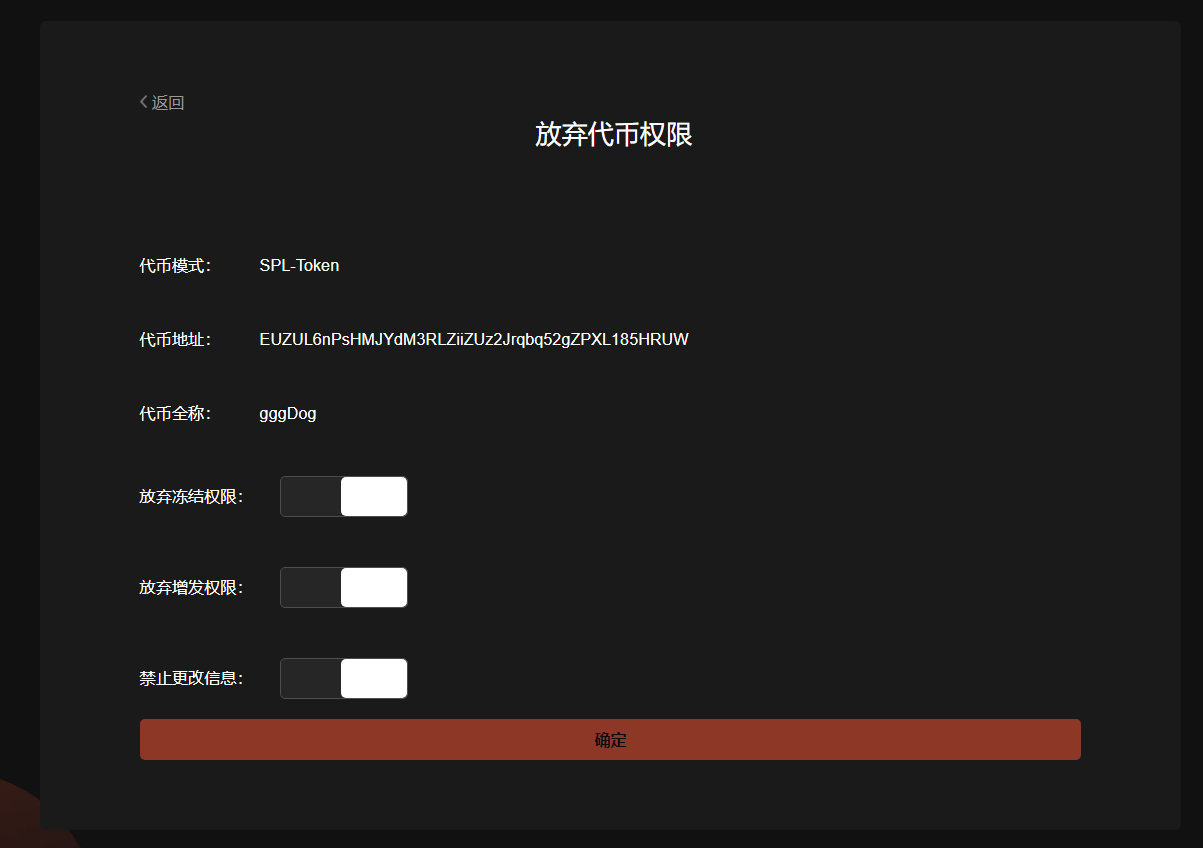 返回
放弃代币权限
代币模式： SPL-Token
代币地址： EUZUL6nPsHMJYdM3RLZiiZUz2Jrqbq52gZPXL185HRUW
代币全称： gggDog
放弃冻结权限：
放弃增发权限：
禁止更改信息：
确定